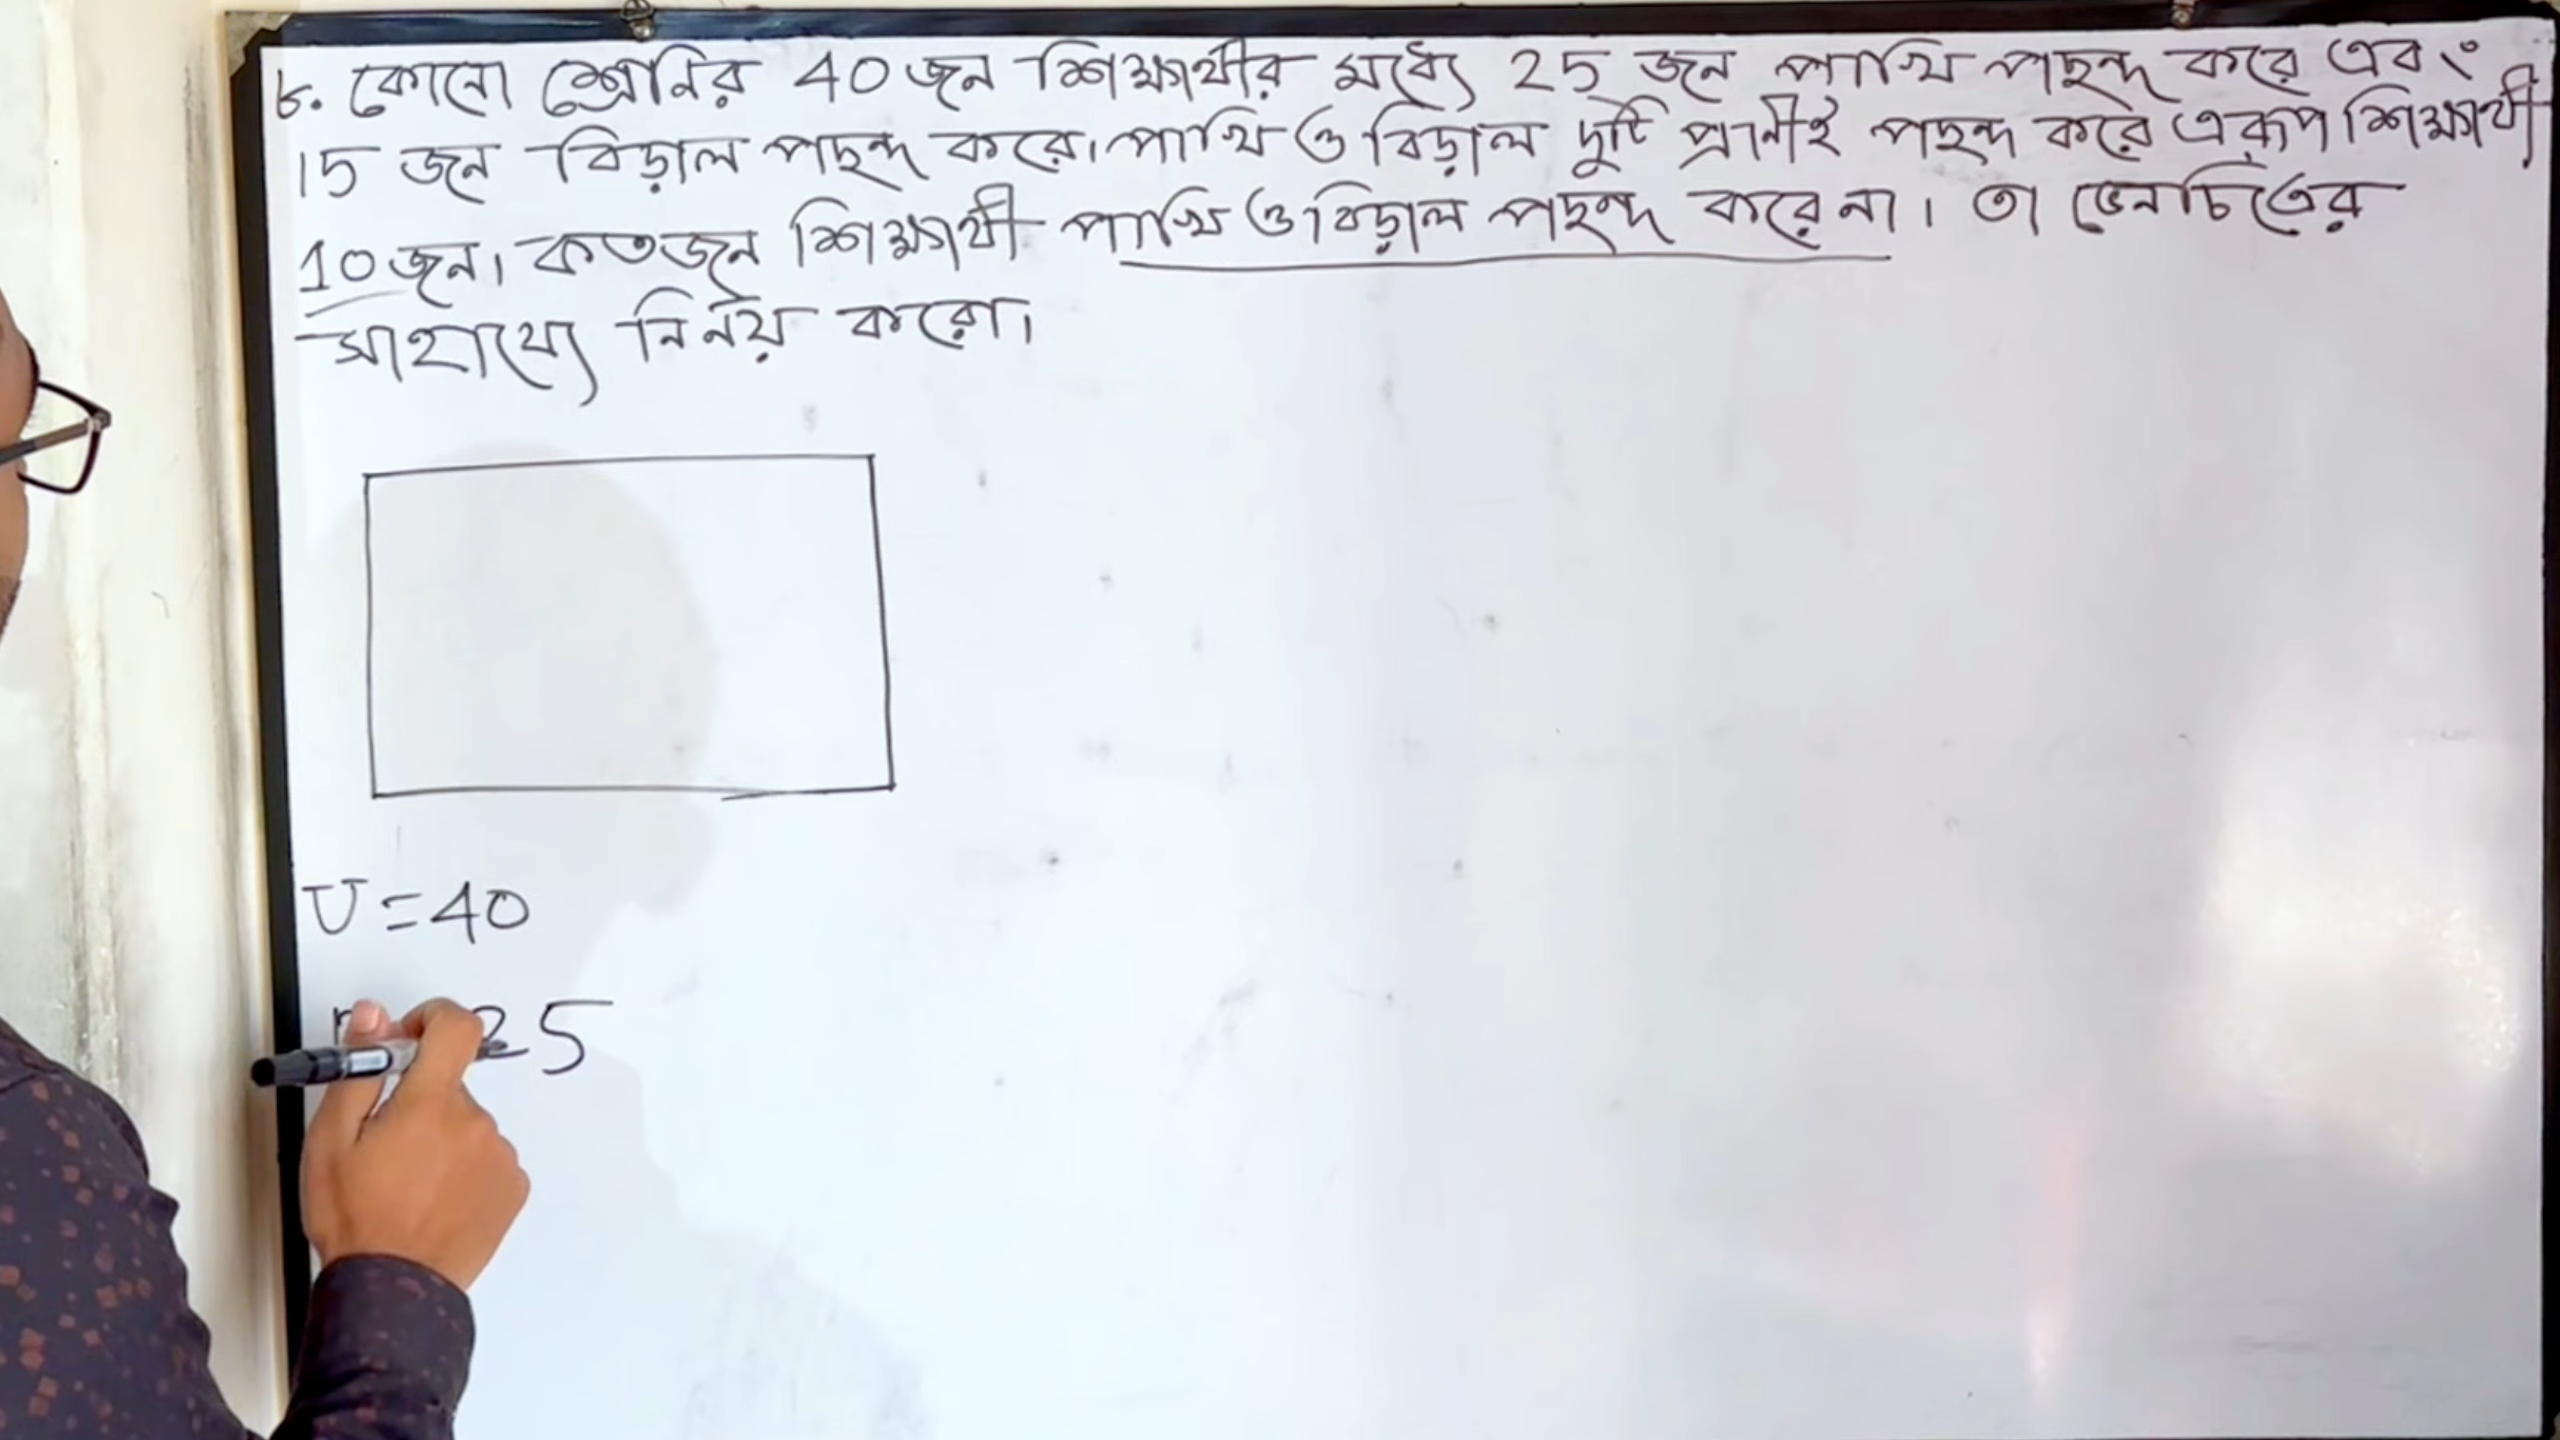 ৮. কোনো শ্রেনির 40 জন শিক্ষার্থীর মধ্যে 25 জন পাখি পছন্দ করে এবং
15 জন বিড়াল পছন্দ করে। পাখি ও বিড়াল দুটি প্রানীই পছন্দ করে এরূপ শিক্ষার্থী
10 জন। কতজন শিক্ষার্থী পাখি ও বিড়াল পছন্দ করে না। তা ভেনচিত্রের
সাহায্যে নির্নয় করো।
U = 40
25